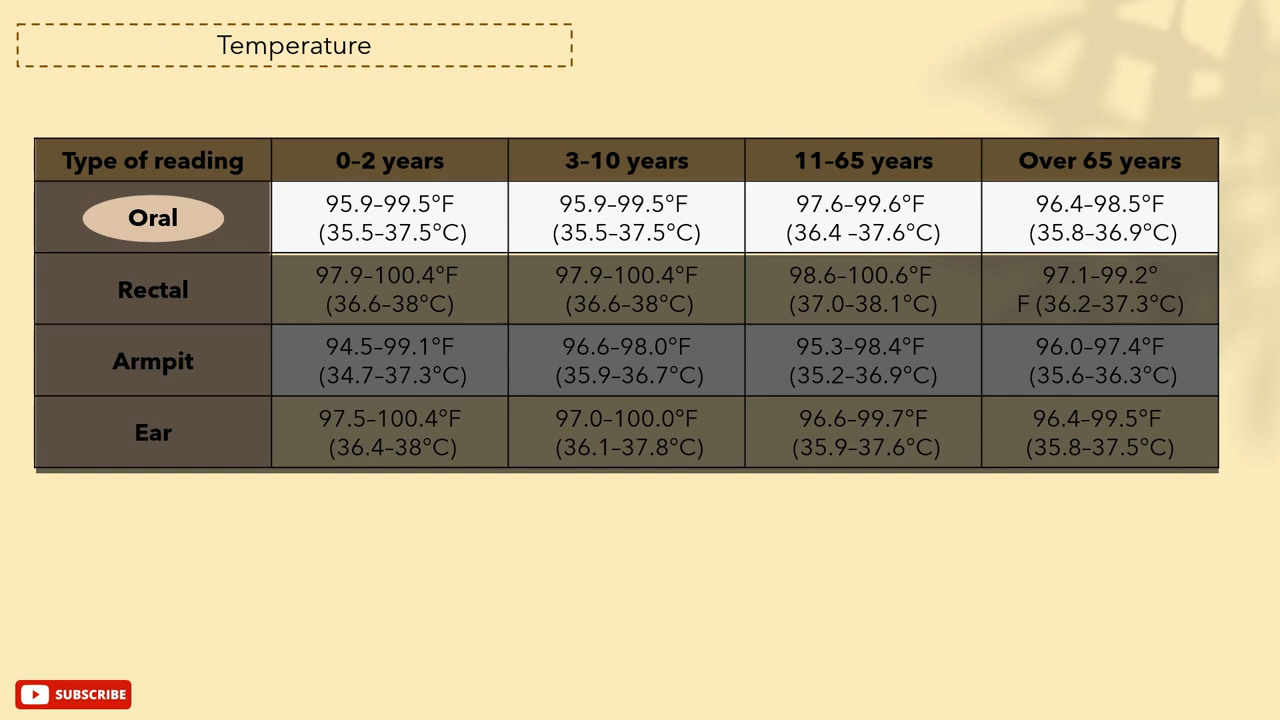 Temperature
Type of reading 0–2 years 3–10 years 11–65 years Over 65 years
Oral
95.9–99.5°F 95.9–99.5°F 97.6–99.6°F 96.4–98.5°F
(35.5–37.5°C) (35.5–37.5°C) (36.4 –37.6°C) (35.8–36.9°C)
Rectal
97.9–100.4°F 97.9–100.4°F 98.6–100.6°F 97.1–99.2°
(36.6–38°C) (36.6–38°C) (37.0–38.1°C) F (36.2–37.3°C)
Armpit
94.5–99.1°F 96.6–98.0°F 95.3–98.4°F 96.0–97.4°F
(34.7–37.3°C) (35.9–36.7°C) (35.2–36.9°C) (35.6–36.3°C)
Ear
97.5–100.4°F 97.0–100.0°F 96.6–99.7°F 96.4–99.5°F
(36.4–38°C) (36.1–37.8°C) (35.9–37.6°C) (35.8–37.5°C)
SUBSCRIBE